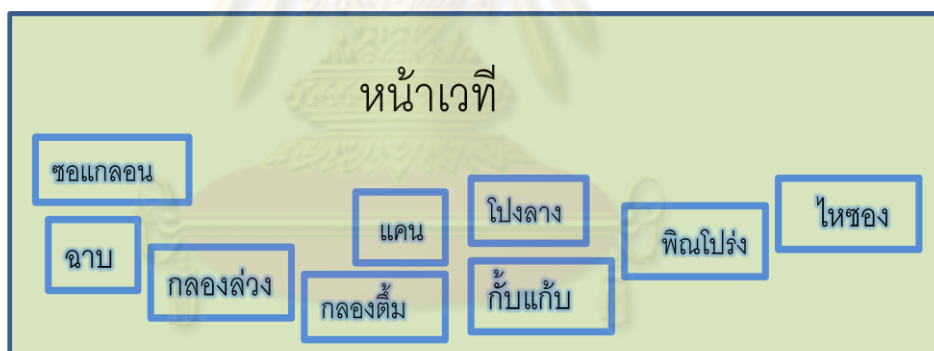 หน้าเวที
ซอแกลอน
โปงลาง
ไหซอง
แคน
พิณโปร่ง
ฉาบ
กลองล่วง
กลองตึ้ม
กั้บแก้บ